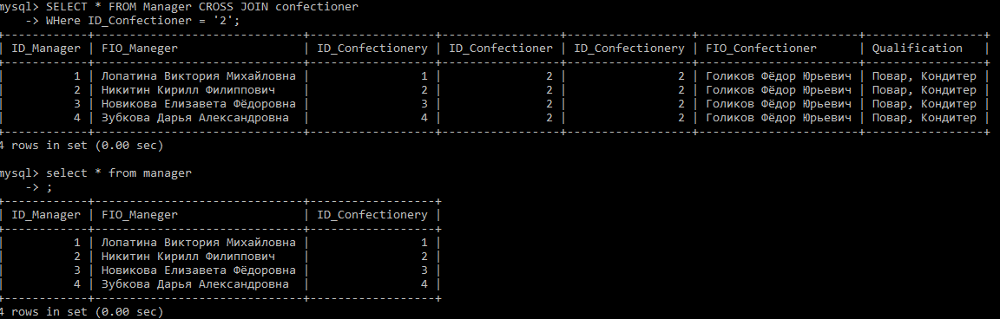 mysql> SELECT * FROM Manager CROSS JOIN confectioner
    -> WHere ID_Confectioner = '2';
+------------+------------------------------+------------------+-----------------+------------------+-----------------------+-----------------+
| ID_Manager | FIO_Maneger                  | ID_Confectionery | ID_Confectioner | ID_Confectionery | FIO_Confectioner      | Qualification   |
+------------+------------------------------+------------------+-----------------+------------------+-----------------------+-----------------+
|          1 | Лопатина Виктория Михайловна |                1 |               2 |                2 | Голиков Фёдор Юрьевич | Повар, Кондитер |
|          2 | Никитин Кирилл Филиппович    |                2 |               2 |                2 | Голиков Фёдор Юрьевич | Повар, Кондитер |
|          3 | Новикова Елизавета Фёдоровна |                3 |               2 |                2 | Голиков Фёдор Юрьевич | Повар, Кондитер |
|          4 | Зубкова Дарья Александровна  |                4 |               2 |                2 | Голиков Фёдор Юрьевич | Повар, Кондитер |
+------------+------------------------------+------------------+-----------------+------------------+-----------------------+-----------------+
4 rows in set (0.00 sec)
mysql> select * from manager
    -> ;
+------------+------------------------------+------------------+
| ID_Manager | FIO_Maneger                  | ID_Confectionery |
+------------+------------------------------+------------------+
|          1 | Лопатина Виктория Михайловна |                1 |
|          2 | Никитин Кирилл Филиппович    |                2 |
|          3 | Новикова Елизавета Фёдоровна |                3 |
|          4 | Зубкова Дарья Александровна  |                4 |
+------------+------------------------------+------------------+
4 rows in set (0.00 sec)